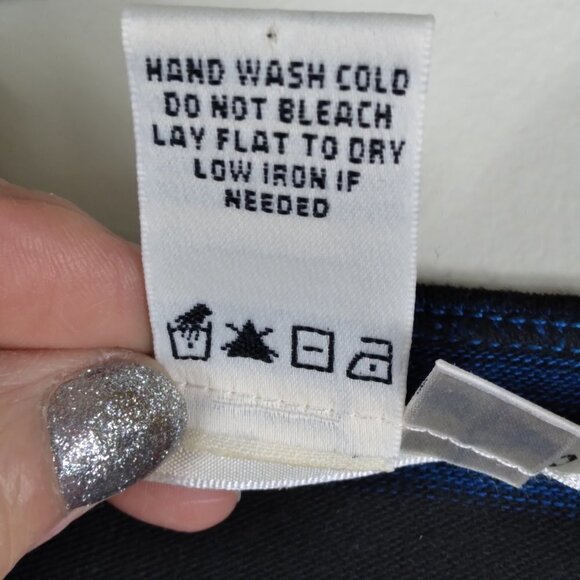 HAND WASH COLD
DO NOT BLEACH
LAY FLAT TO DRY
LOW IRON IF
NEEDED